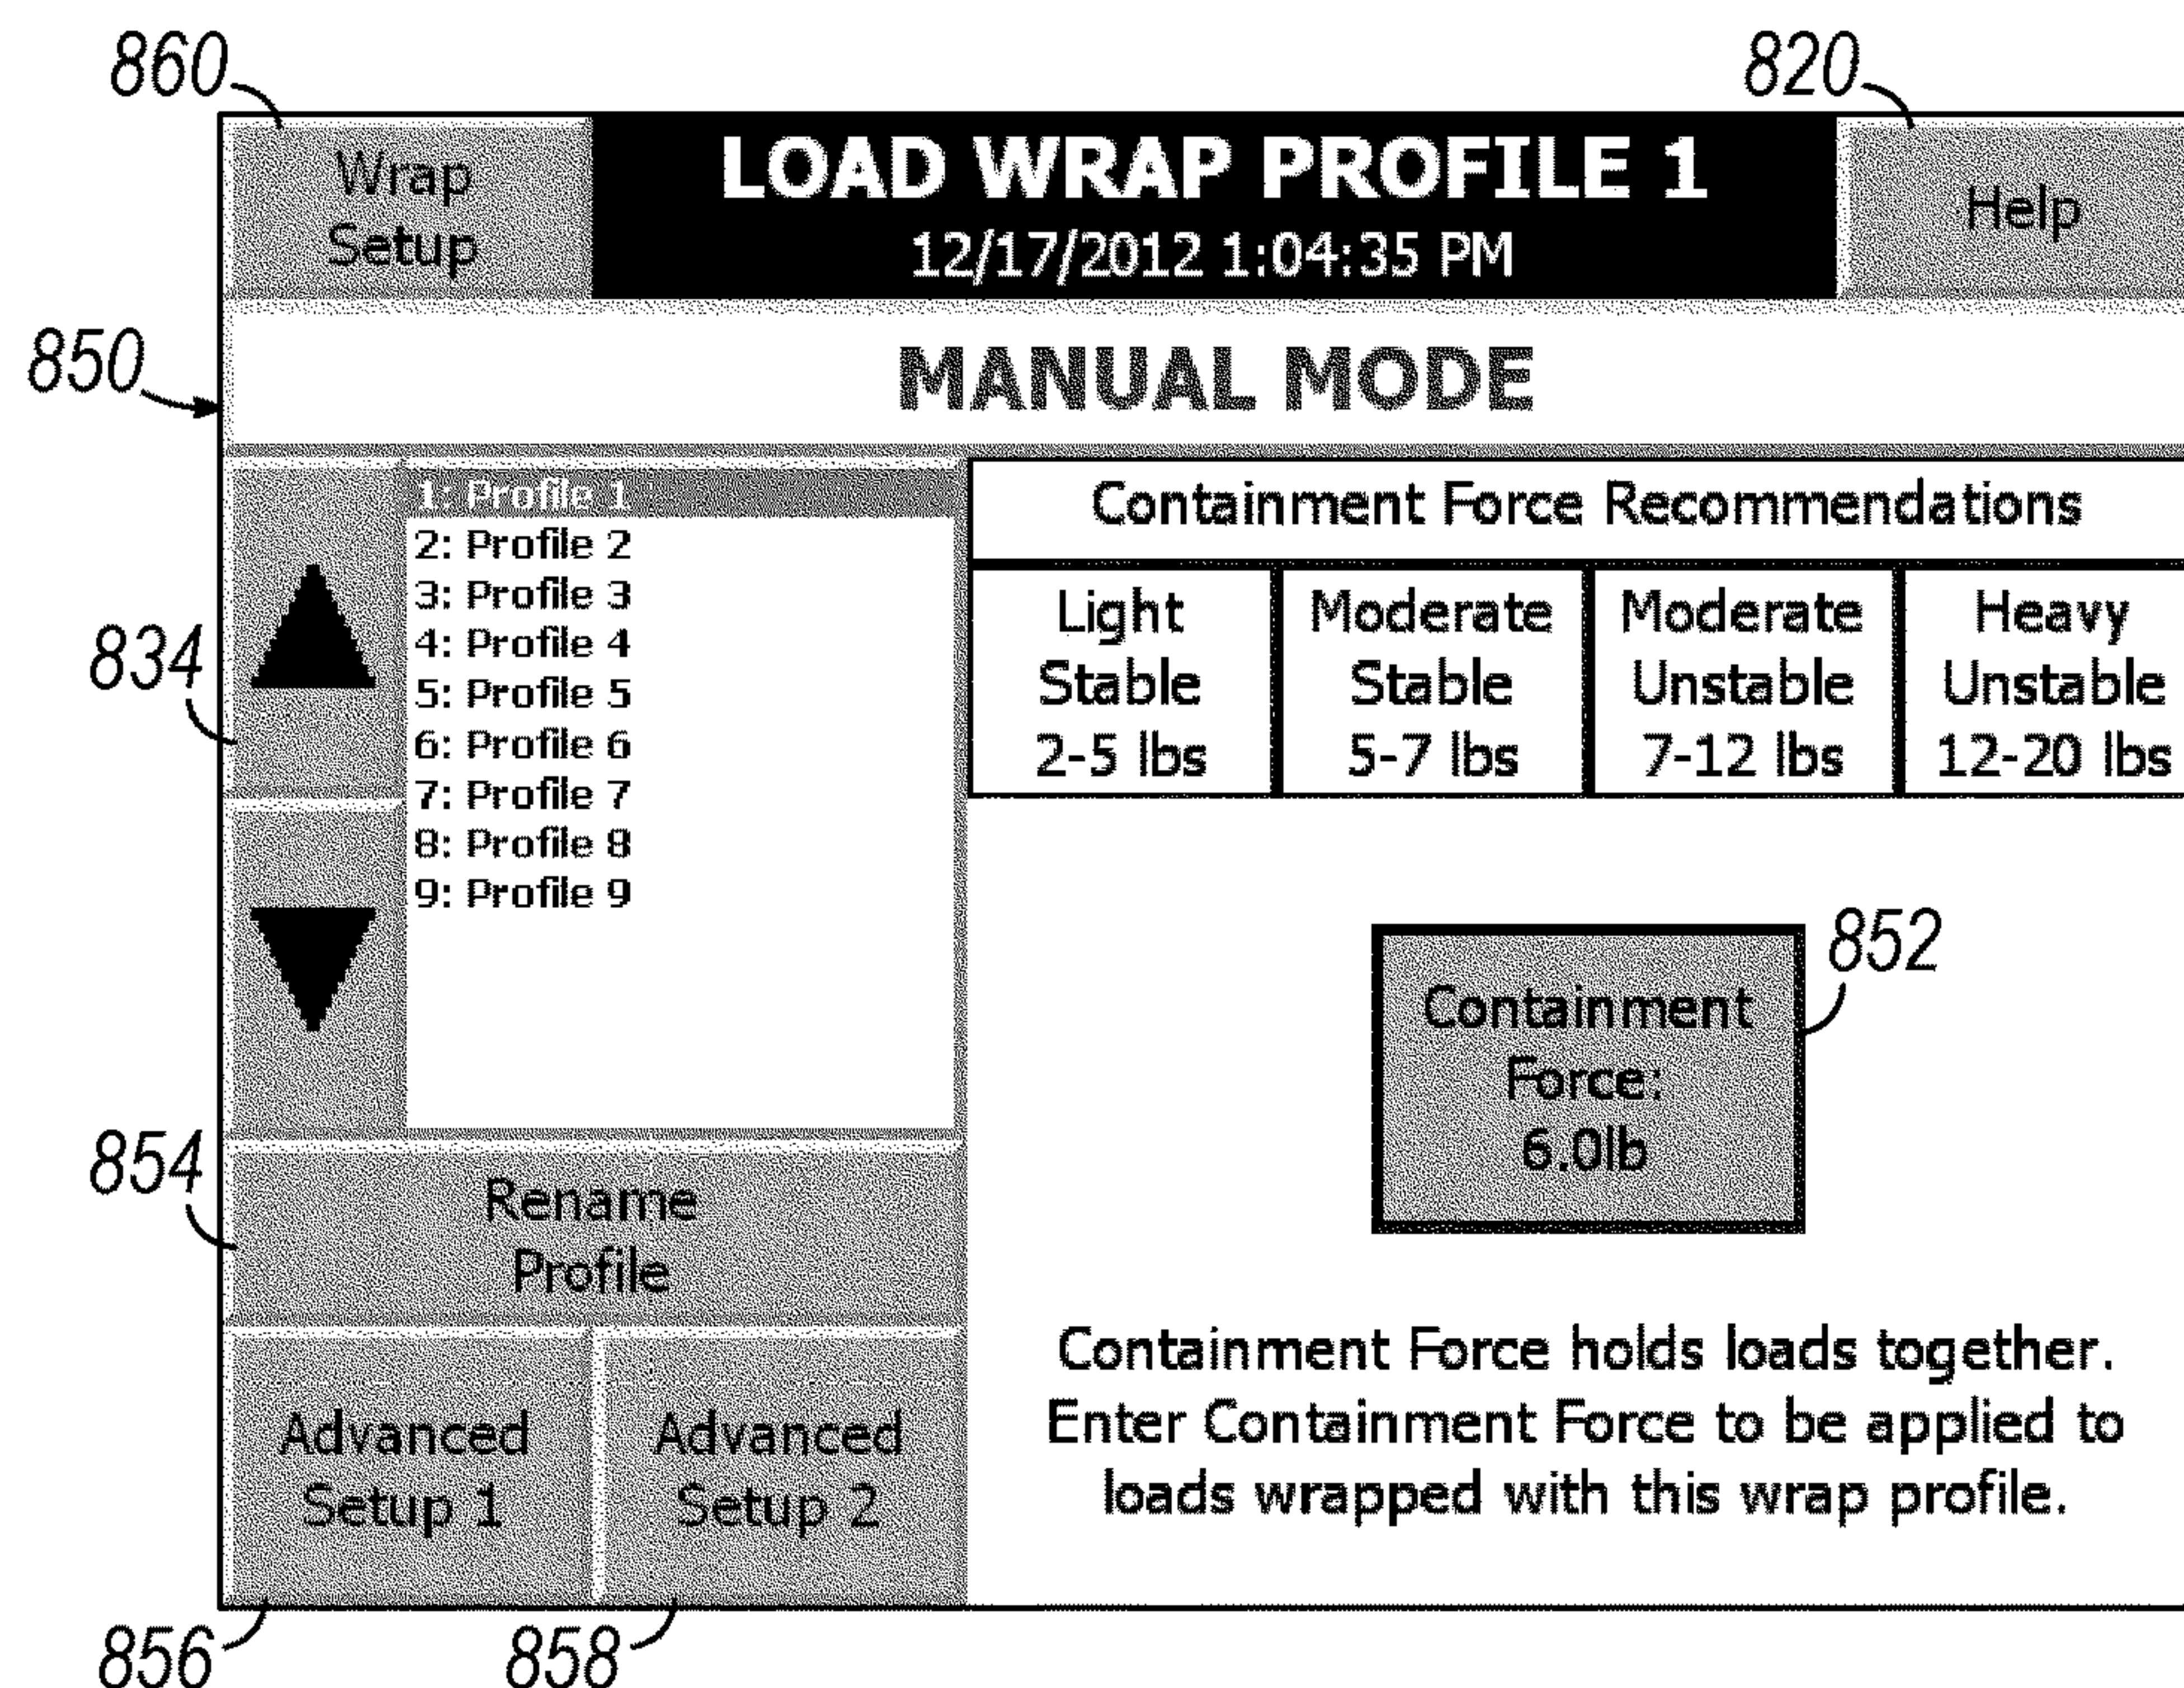 860
820
Wrap
Setup
LOAD WRAP PROFILE 1
12/17/2012 1:04:35 PM
Help
850
MANUAL MODE
834
1: Profile 1
2: Profile 2
3: Profile 3
4: Profile 4
5: Profile 5
6: Profile 6
7: Profile 7
8: Profile 8
9: Profile 9
Containment Force Recommendations
Light
Stable
2-5 lbs
Moderate
Stable
5-7 lbs
Moderate
Unstable
7-12 lbs
Heavy
Unstable
12-20 lbs
852
Containment
Force:
6.0lb
854
Rename
Profile
Advanced
Setup 1
Advanced
Setup 2
Containment Force holds loads together.
Enter Containment Force to be applied to
loads wrapped with this wrap profile.
856
858